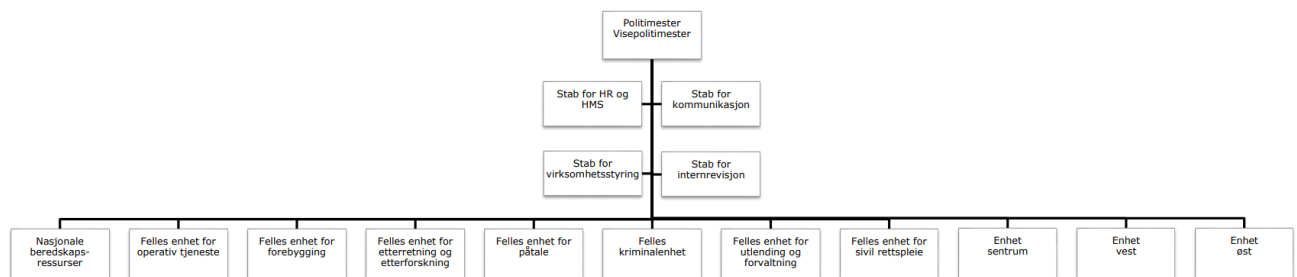 Politimester
Visepolitimester
Stab for HR og
HMS
Stab for
kommunikasjon
Stab for
virksomhetsstyring
Stab for
internrevisjon
Nasjonale
beredskaps-
ressurser
Felles enhet for
operativ tjeneste
Felles enhet for
forebygging
Felles enhet for
etterretning og
etterforskning
Felles enhet for
påtale
Felles
kriminalenhet
Felles enhet for
utlending og
forvaltning
Felles enhet for
sivil rettspleie
Enhet
sentrum
Enhet
vest
Enhet
øst